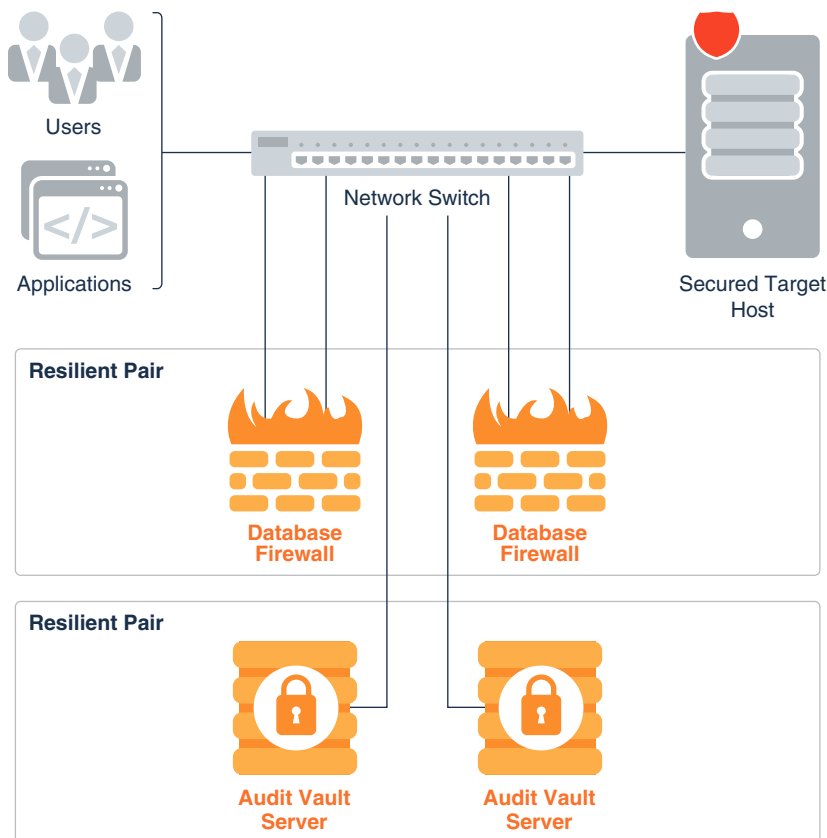 Users
Applications
</>
Network Switch
Secured Target
Host
Resilient Pair
Database
Firewall
Database
Firewall
Resilient Pair
Audit Vault
Server
Audit Vault
Server